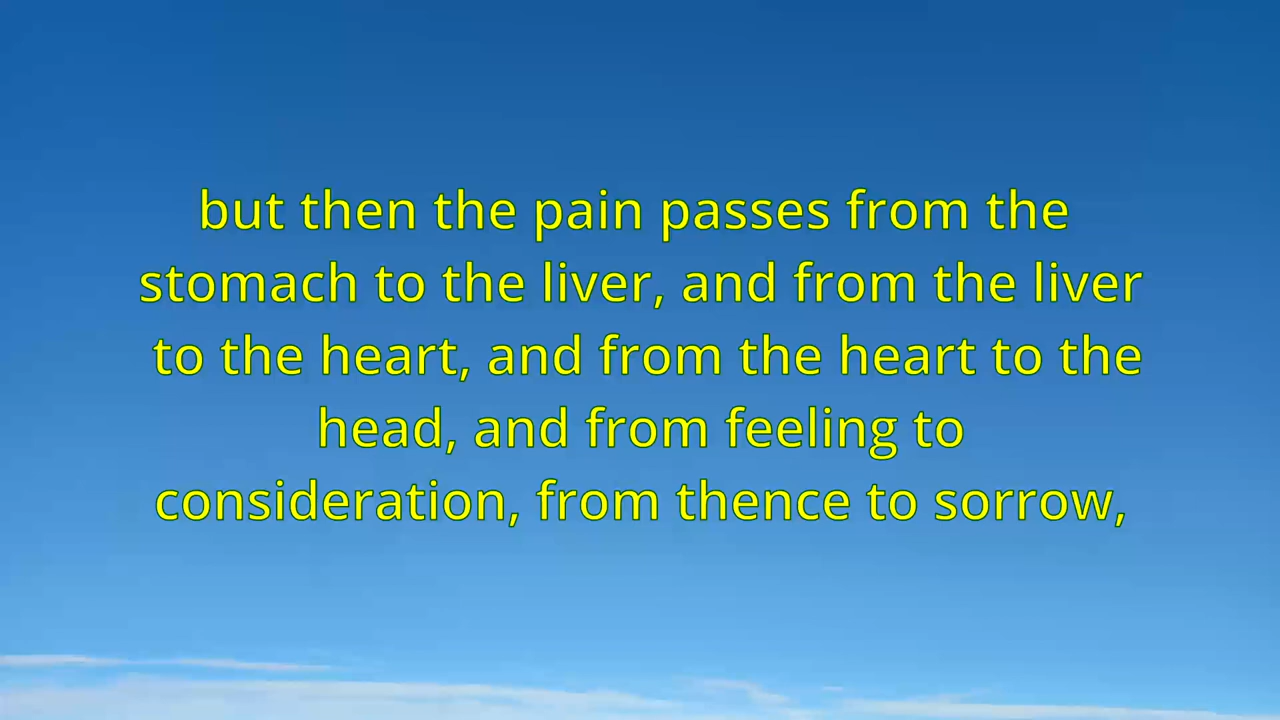 but then the pain passes from the
stomach to the liver, and from the liver
to the heart, and from the heart to the
head, and from feeling to
consideration, from thence to sorrow,